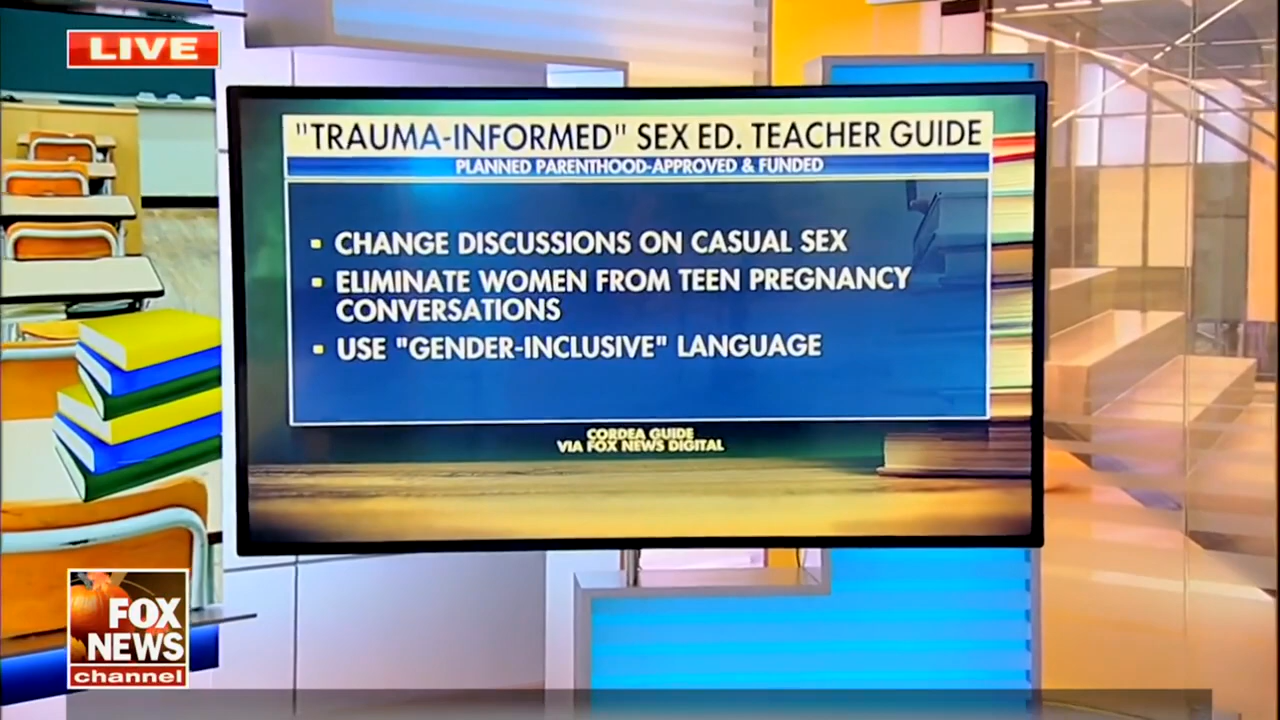 LIVE
"TRAUMA-INFORMED" SEX ED. TEACHER GUIDE
PLANNED PARENTHOOD-APPROVED & FUNDED
CHANGE DISCUSSIONS ON CASUAL SEX
ELIMINATE WOMEN FROM TEEN PREGNANCY
CONVERSATIONS
USE "GENDER-INCLUSIVE" LANGUAGE
CORDEA GUIDE
VIA FOX NEWS DIGITAL
FOX
NEWS
channel